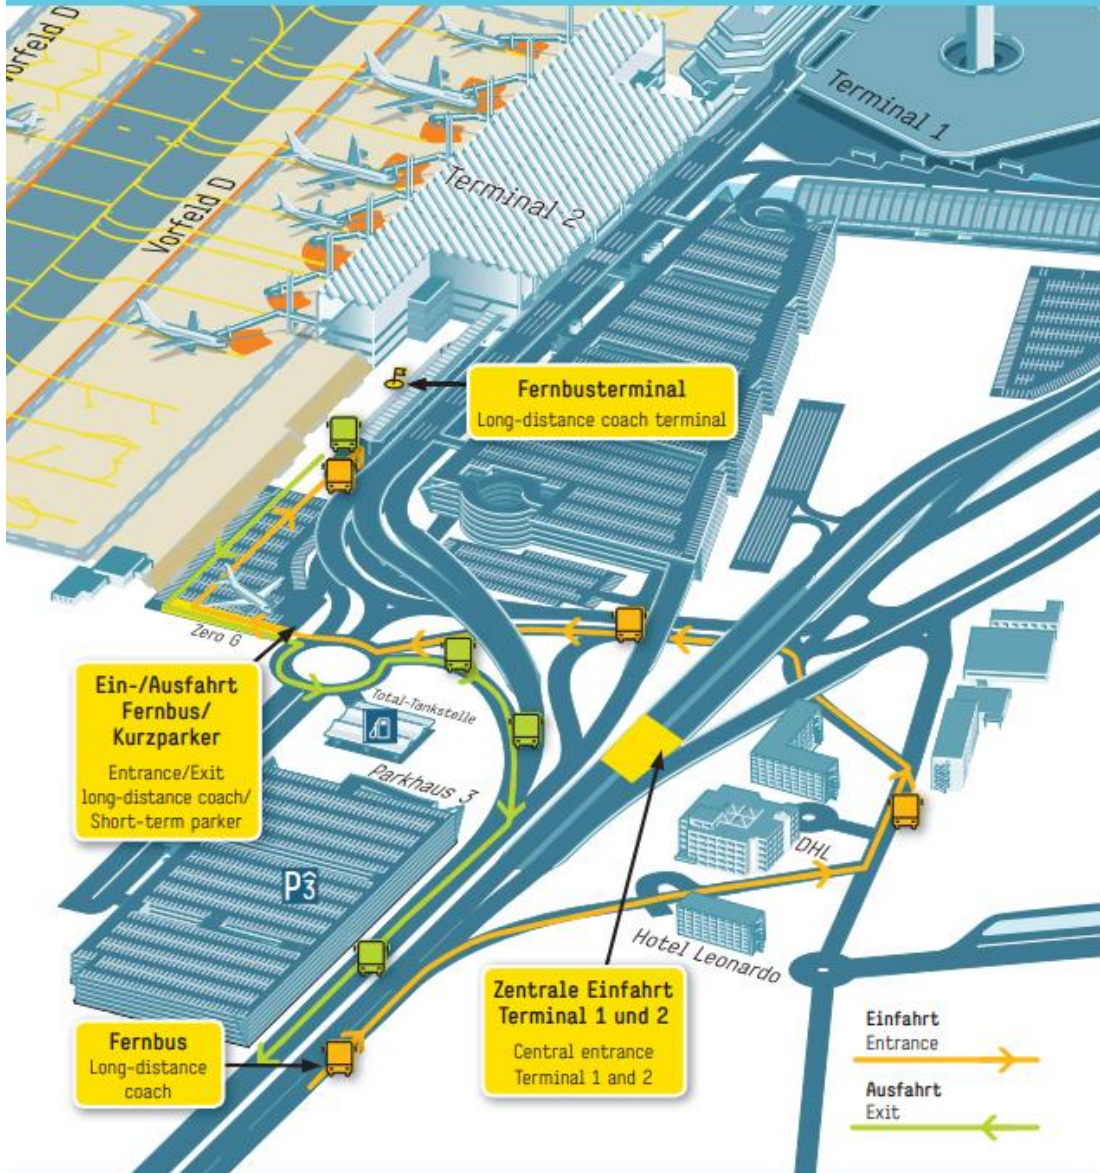 Vorfeld D
Vorfeld D
Terminal 1
Terminal 2
Fernbusterminal
Long-distance coach terminal
Zero G
Ein-/Ausfahrt
Fernbus/
Kurzparker
Entrance/Exit
long-distance coach/
Short-term parker
Total-Tankstelle
Parkhaus 3
P3
DHL
Hotel Leonardo
Zentrale Einfahrt
Terminal 1 und 2
Central entrance
Terminal 1 and 2
Fernbus
Long-distance
coach
Einfahrt
Entrance
Ausfahrt
Exit